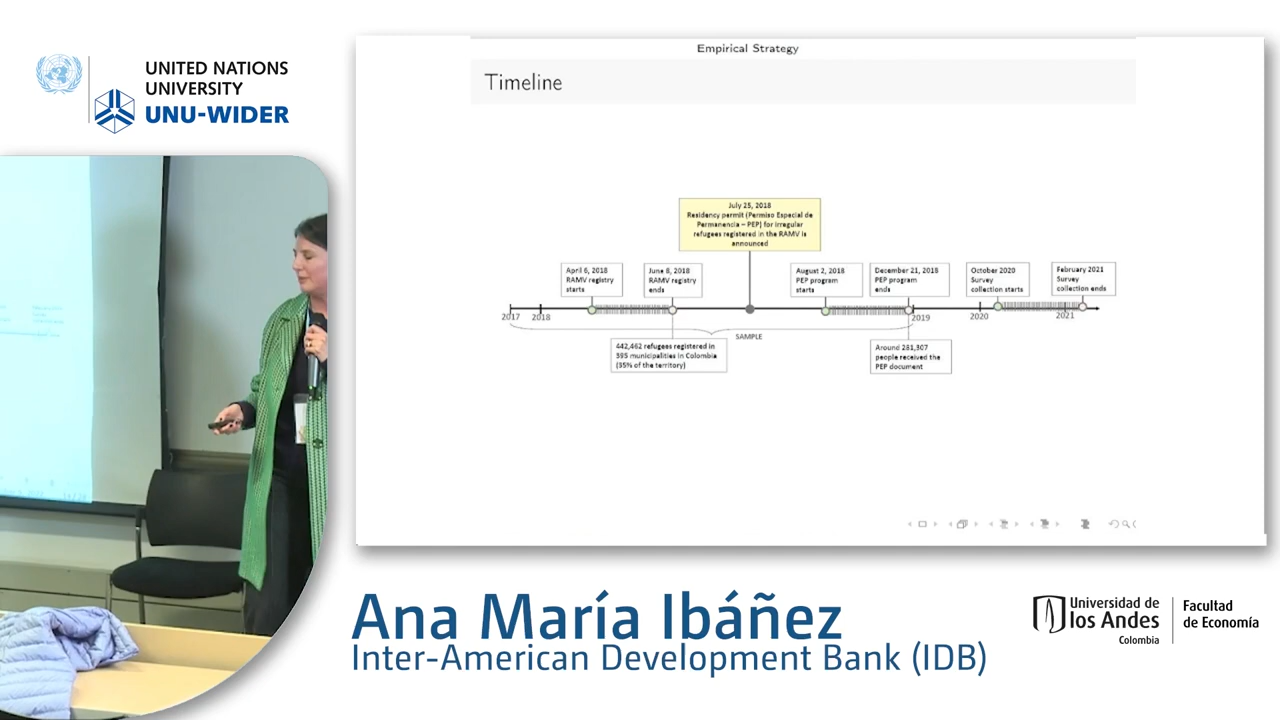 UNITED NATIONS
UNIVERSITY
UNU-WIDER
Empirical Strategy
Timeline
July 25, 2018
Residency permit (Permiso Especial de
Permanencia – PEP) for irregular
refugees registered in the RAMV is
announced
April 6, 2018
RAMV registry
starts
June 8, 2018
RAMV registry
ends
August 2, 2018
PEP program
starts
December 21, 2018
PEP program
ends
October 2020
Survey
collection starts
February 2021
Survey
collection ends
2017
2018
2019
2020
2021
SAMPLE
442,462 refugees registered in
395 municipalities in Colombia
(35% of the territory)
Around 281,307
people received the
PEP document
Ana María Ibáñez
Inter-American Development Bank (IDB)
Universidad de
los Andes
Colombia
Facultad
de Economía